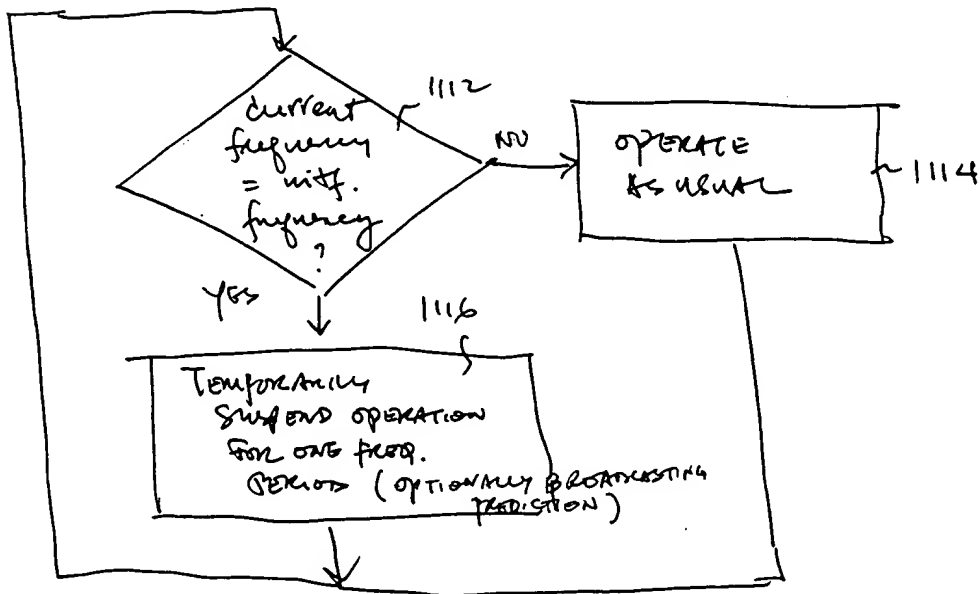 current
frequency
= intf.
frequency
?
1112
NO
OPERATE
AS USUAL
1114
YES
1116
TEMPORARILY
SUSPEND OPERATION
FOR ONE FREQ.
PERIOD (OPTIONALLY BROADCASTING
PREDICTION)